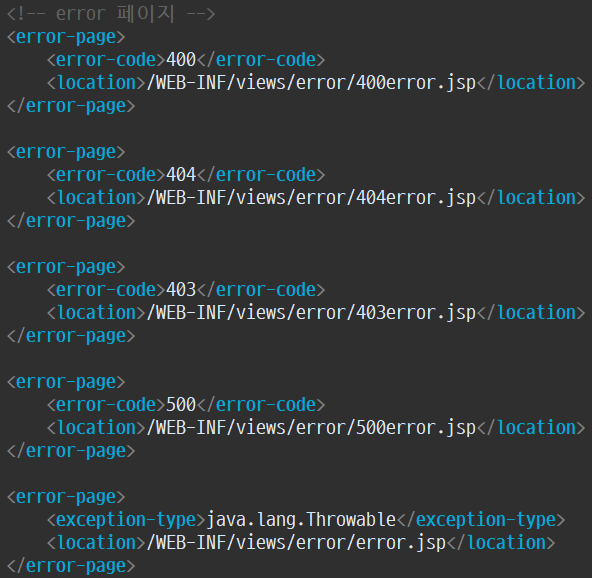 <!-- error 페이지 -->
<error-page>
    <error-code>400</error-code>
    <location>/WEB-INF/views/error/400error.jsp</location>
</error-page>

<error-page>
    <error-code>404</error-code>
    <location>/WEB-INF/views/error/404error.jsp</location>
</error-page>

<error-page>
    <error-code>403</error-code>
    <location>/WEB-INF/views/error/403error.jsp</location>
</error-page>

<error-page>
    <error-code>500</error-code>
    <location>/WEB-INF/views/error/500error.jsp</location>
</error-page>

<error-page>
    <exception-type>java.lang.Throwable</exception-type>
    <location>/WEB-INF/views/error/error.jsp</location>
</error-page>